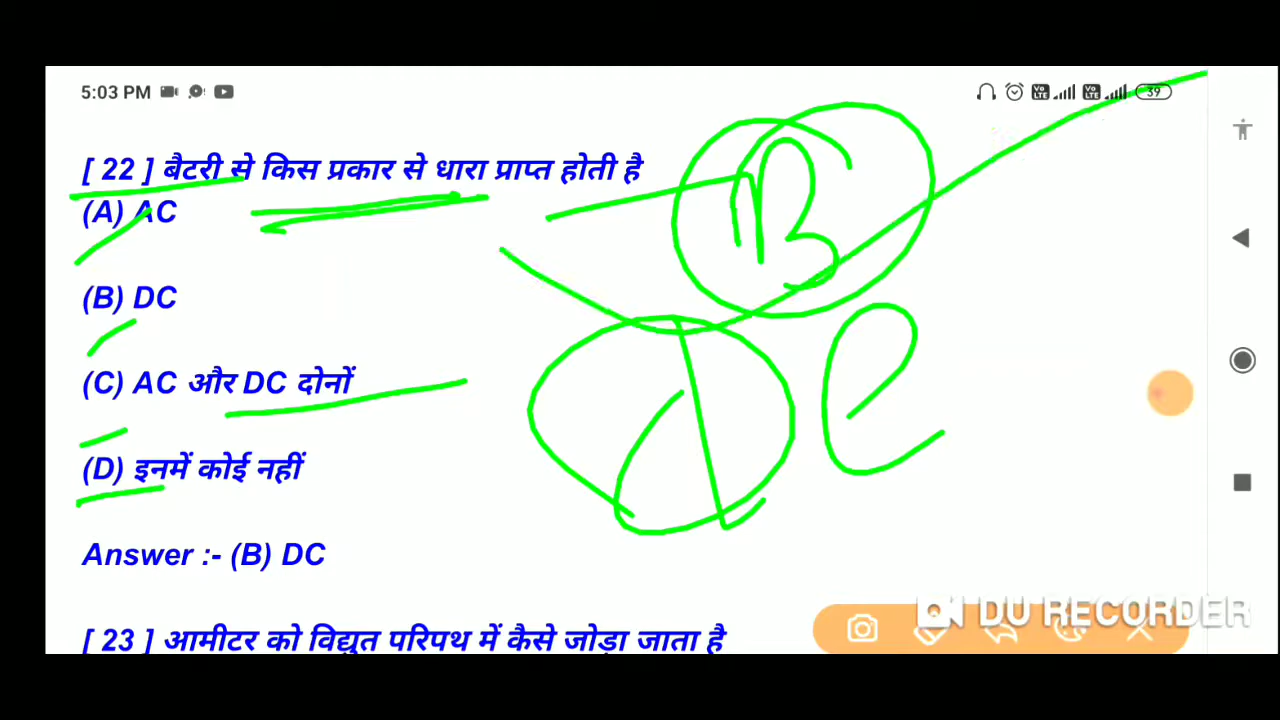 5:03 PM
39
[ 22 ] बैटरी से किस प्रकार से धारा प्राप्त होती है
(A) AC
B
(B) DC
(C) AC और DC दोनों
(D) इनमें कोई नहीं
Answer :- (B) DC
DU RECORDER
[ 23 ] आमीटर को विद्युत परिपथ में कैसे जोड़ा जाता है